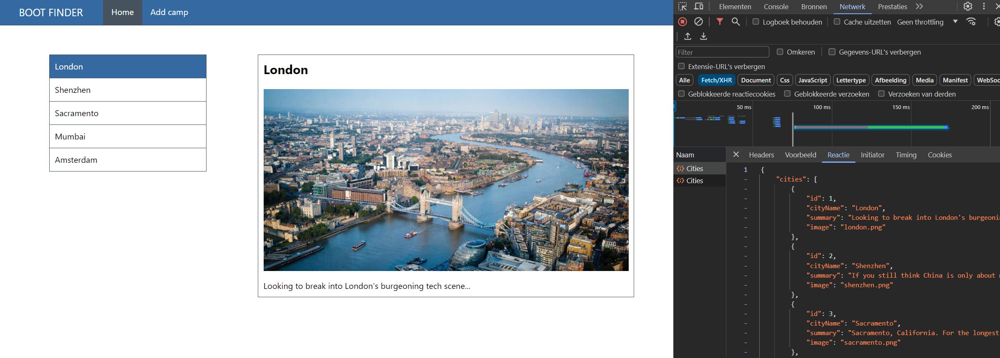 BOOT FINDER Home Add camp
London
Shenzhen
Sacramento
Mumbai
Amsterdam
London
Looking to break into London's burgeoning tech scene...
Elementen Console Bronnen Netwerk Prestaties
Logboek behouden Cache uitzetten Geen throttling
Filter Omkeren Gegevens-URL's verbergen
Extensie-URL's verbergen
Alle Fetch/XHR Document Css JavaScript Lettertype Afbeelding Media Manifest WebSoc
Geblokkeerde reactiecookies Geblokkeerde verzoeken Verzoeken van derden
50 ms 100 ms 150 ms 200 ms
Naam Headers Voorbeeld Reactie Initiator Timing Cookies
Cities
Cities
1 {
- "cities": [
- {
- "id": 1,
- "cityName": "London",
- "summary": "Looking to break into London's burgeoni
- "image": "london.png"
- },
- {
- "id": 2,
- "cityName": "Shenzhen",
- "summary": "If you still think China is only about
- "image": "shenzhen.png"
- },
- {
- "id": 3,
- "cityName": "Sacramento",
- "summary": "Sacramento, California. For the longest
- "image": "sacramento.png"
- },